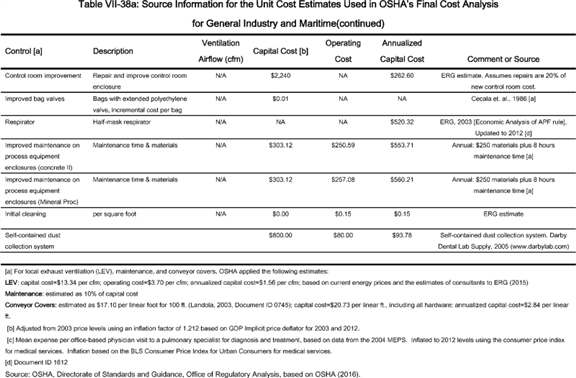 Table VII-38a: Source Information for the Unit Cost Estimates Used in OSHA's Final Cost Analysis
for General Industry and Maritime(continued)
Control [a] Description Ventilation Airflow (cfm) Capital Cost [b] Operating Cost Annualized Capital Cost Comment or Source
Control room improvement Repair and improve control room enclosure N/A $2,240 NA $262.60 ERG estimate. Assumes repairs are 20% of new control room cost.
Improved bag valves Bags with extended polyethylene valve, incremental cost per bag N/A $0.01 NA NA Cecala et. al., 1986 [a]
Respirator Half-mask respirator N/A NA NA $520.32 ERG, 2003 [Economic Analysis of APF rule], Updated to 2012 [d]
Improved maintenance on process equipment enclosures (concrete II) Maintenance time & materials N/A $303.12 $250.59 $553.71 Annual: $250 materials plus 8 hours maintenance time [a]
Improved maintenance on process equipment enclosures (Mineral Proc) Maintenance time & materials N/A $303.12 $257.08 $560.21 Annual: $250 materials plus 8 hours maintenance time [a]
Initial cleaning per square foot N/A $0.00 $0.15 $0.15 ERG estimate
Self-contained dust collection system $800.00 $80.00 $93.78 Self-contained dust collection system. Darby Dental Lab Supply, 2005 (www.darbylab.com)
[a] For local exhaust ventilation (LEV), maintenance, and conveyor covers, OSHA applied the following estimates:
LEV: capital cost=$13.34 per cfm; operating cost=$3.70 per cfm; annualized capital cost=$1.56 per cfm; based on current energy prices and the estimates of consultants to ERG (2015)
Maintenance: estimated as 10% of capital cost
Conveyor Covers: estimated as $17.10 per linear foot for 100 ft. (Landola, 2003, Document ID 0745); capital cost=$20.73 per linear ft., including all hardware; annualized capital cost=$2.84 per linear
ft.
[b] Adjusted from 2003 price levels using an inflation factor of 1.212 based on GDP Implicit price deflator for 2003 and 2012.
[c] Mean expense per office-based physician visit to a pulmonary specialist for diagnosis and treatment, based on data from the 2004 MEPS. Inflated to 2012 levels using the consumer price index
for medical services. Inflation based on the BLS Consumer Price Index for Urban Consumers for medical services.
[d] Document ID 1612
Source: OSHA, Directorate of Standards and Guidance, Office of Regulatory Analysis, based on OSHA (2016).